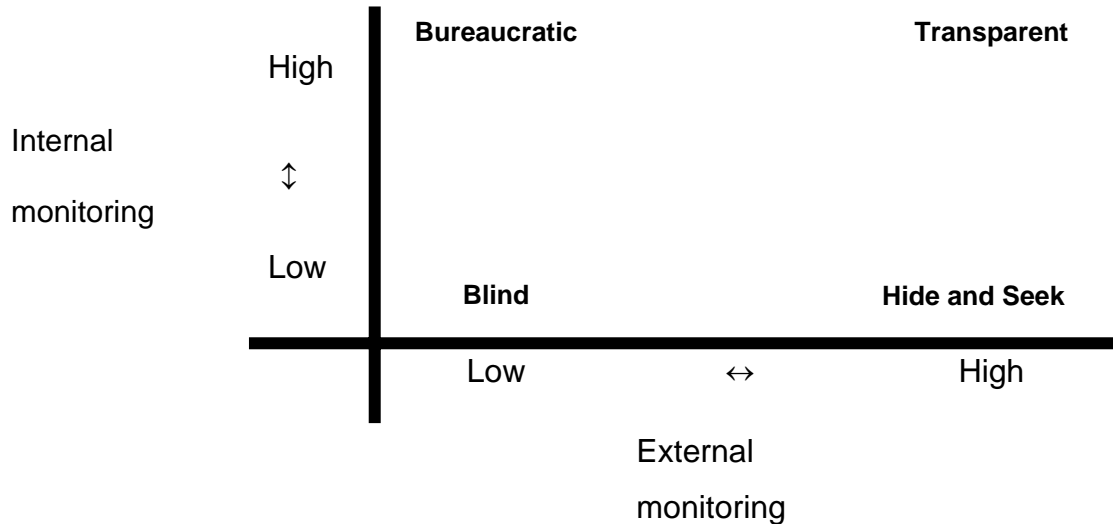 Bureaucratic Transparent
High
Internal
↕
monitoring
Low
Blind Hide and Seek
Low ↔ High
External
monitoring